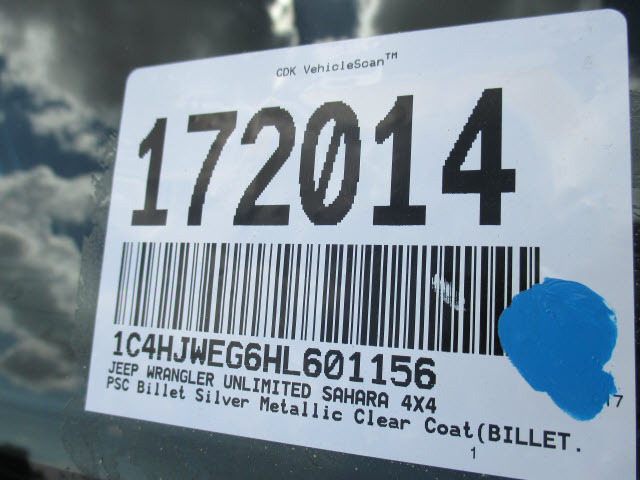 CDK VehicleScan™
172014
1C4HJWEG6HL601156
JEEP WRANGLER UNLIMITED SAHARA 4X4
PSC Billet Silver Metallic Clear Coat(BILLET.
1